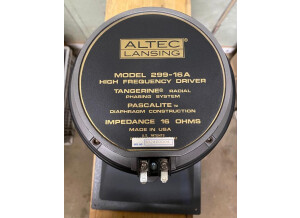 ALTEC
LANSING
MODEL 299-16A
HIGH FREQUENCY DRIVER
TANGERINE® RADIAL
PHASING SYSTEM
PASCALITE™
DIAPHRAGM CONSTRUCTION
IMPEDANCE 16 OHMS
MADE IN USA
U.S. PATENTS